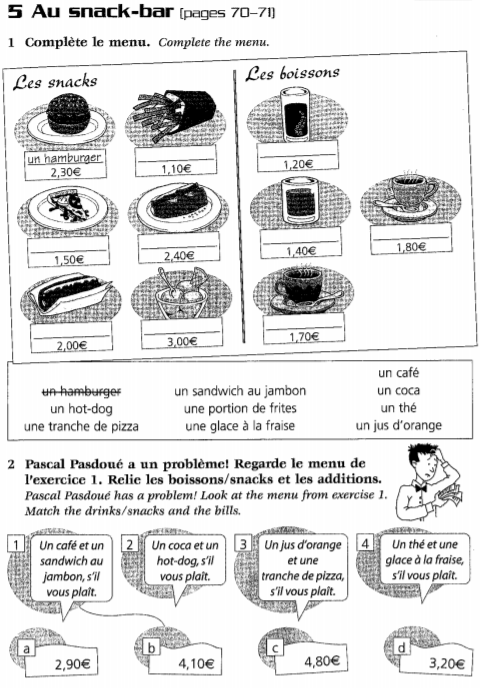 5 Au snack-bar (pages 70–71)
1 Complète le menu. Complete the menu.
Les snacks
Les boissons
un hamburger
2,30€
1,10€
1,20€
1,50€
2,40€
1,40€
1,80€
2,00€
3,00€
1,70€
un hamburger
un hot-dog
une tranche de pizza
un sandwich au jambon
une portion de frites
une glace à la fraise
un café
un coca
un thé
un jus d'orange
2 Pascal Pasdoué a un problème! Regarde le menu de
l'exercice 1. Relie les boissons/snacks et les additions.
Pascal Pasdoué has a problem! Look at the menu from exercise 1.
Match the drinks/snacks and the bills.
1
Un café et un
sandwich au
jambon, s'il
vous plaît.
2
Un coca et un
hot-dog, s'il
vous plaît.
3
Un jus d'orange
et une
tranche de pizza,
s'il vous plaît.
4
Un thé et une
glace à la fraise,
s'il vous plaît.
a
2,90€
b
4,10€
c
4,80€
d
3,20€